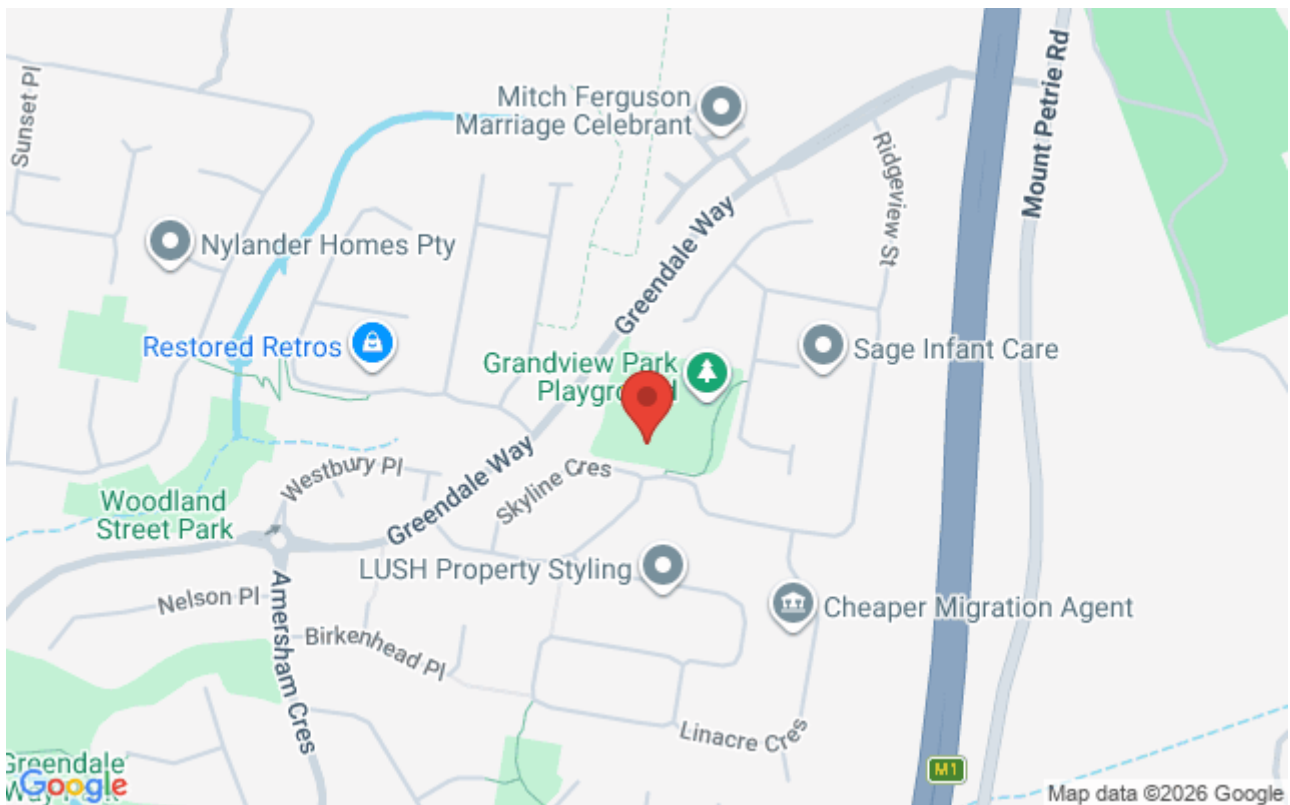 Sunset Pl
Mitch Ferguson
Marriage Celebrant
Mount Petrie Rd
Ridgeview St
Nylander Homes Pty
Greendale Way
Restored Retros
Grandview Park
Sage Infant Care
Westbury Pl
Greendale Way
Skyline Cres
Woodland
Street Park
LUSH Property Styling
Nelson Pl
Amersham Cres
Cheaper Migration Agent
Birkenhead Pl
Linacre Cres
Greendale
M1
Google
Map data ©2026 Google